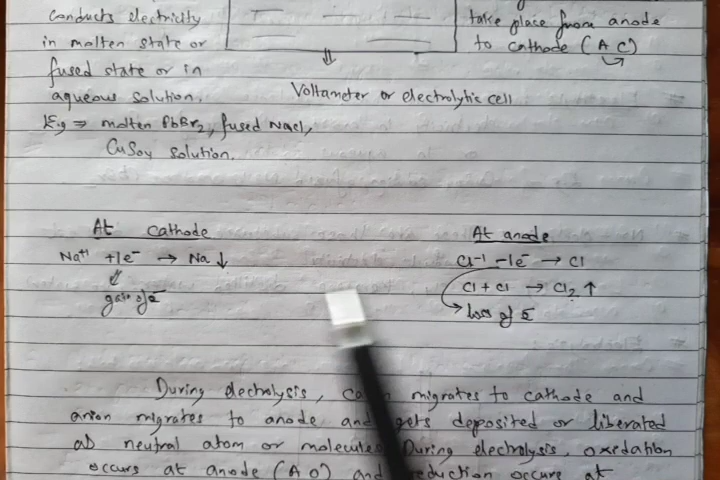 conducts electricity
in molten state or
fused state or in
aqueous solution.
E.g ⇒ molten PbBr2, fused NaCl,
CuSO4 solution.
take place from anode
to cathode (A C)
⇓
Voltameter or electrolytic cell
At cathode
Na+1 +1e- → Na ↓
⇓
gain of e-
At anode
Cl-1 -1e- → Cl
Cl + Cl → Cl2 ↑
→ loss of e-
During electrolysis, migrates to cathode and
anion migrates to anode and gets deposited or liberated
as neutral atom or molecules During electrolysis, oxidation
occurs at anode (A O) and reduction occurs at